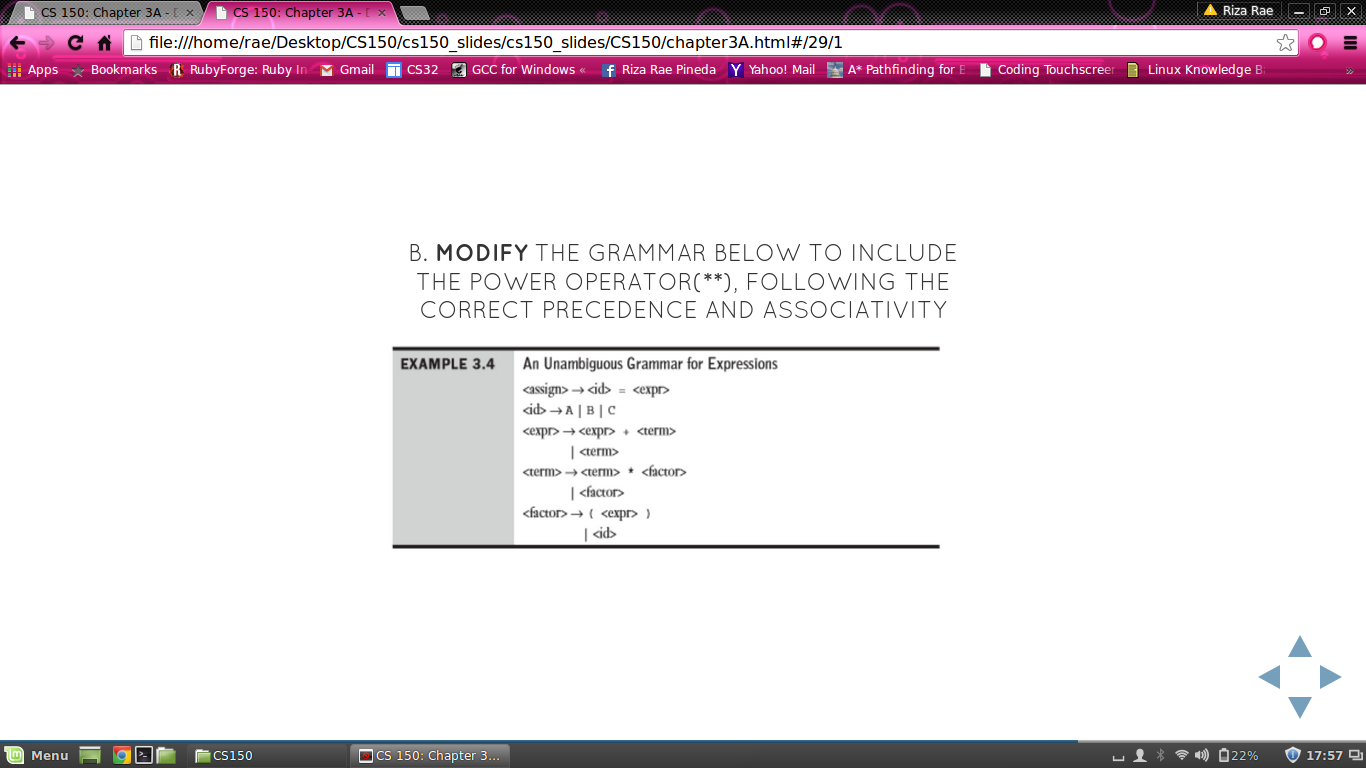 CS 150: Chapter 3A - 
CS 150: Chapter 3A - 
Riza Rae
file:///home/rae/Desktop/CS150/cs150_slides/cs150_slides/CS150/chapter3A.html#/29/1
Apps Bookmarks RubyForge: Ruby In Gmail CS32 GCC for Windows « Riza Rae Pineda Yahoo! Mail A* Pathfinding for Coding Touchscreen Linux Knowledge B »
B. MODIFY THE GRAMMAR BELOW TO INCLUDE
THE POWER OPERATOR(**), FOLLOWING THE
CORRECT PRECEDENCE AND ASSOCIATIVITY
EXAMPLE 3.4 An Unambiguous Grammar for Expressions
<assign> → <id> = <expr>
<id> → A | B | C
<expr> → <expr> + <term>
| <term>
<term> → <term> * <factor>
| <factor>
<factor> → ( <expr> )
| <id>
Menu CS150 CS 150: Chapter 3... 22% 17:57